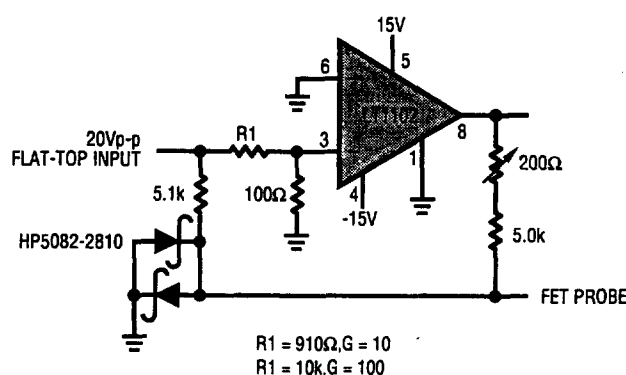 15V
6
5
20Vp-p
FLAT-TOP INPUT
R1
3
LT1102
8
200Ω
5.1k
100Ω
1
4
-15V
HP5082-2810
5.0k
FET PROBE
R1 = 910Ω,G = 10
R1 = 10k,G = 100